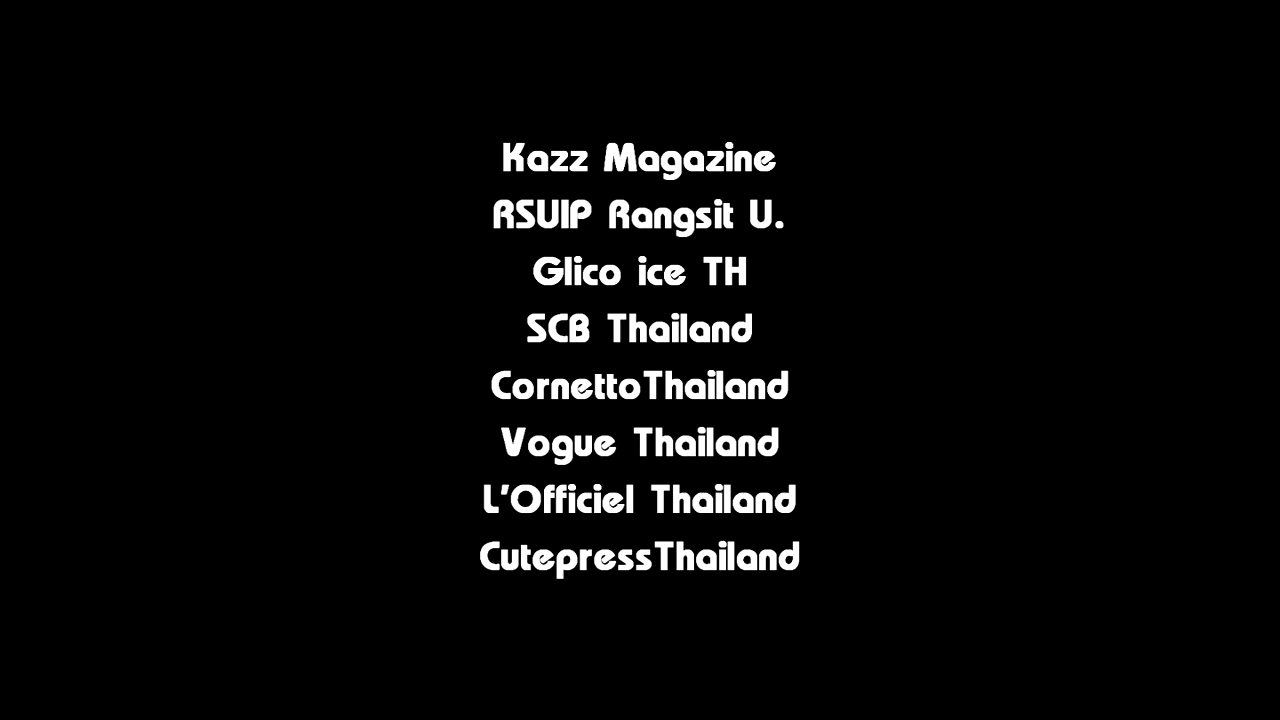 Kazz Magazine
RSUIP Rangsit U.
Glico ice TH
SCB Thailand
CornettoThailand
Vogue Thailand
L'Officiel Thailand
CutepressThailand